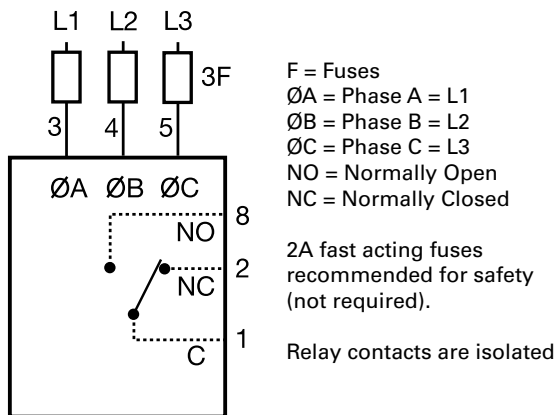 L1 L2 L3
3F
3 4 5
ØA ØB ØC
8
NO
2
NC
1
C
F = Fuses
ØA = Phase A = L1
ØB = Phase B = L2
ØC = Phase C = L3
NO = Normally Open
NC = Normally Closed
2A fast acting fuses
recommended for safety
(not required).
Relay contacts are isolated